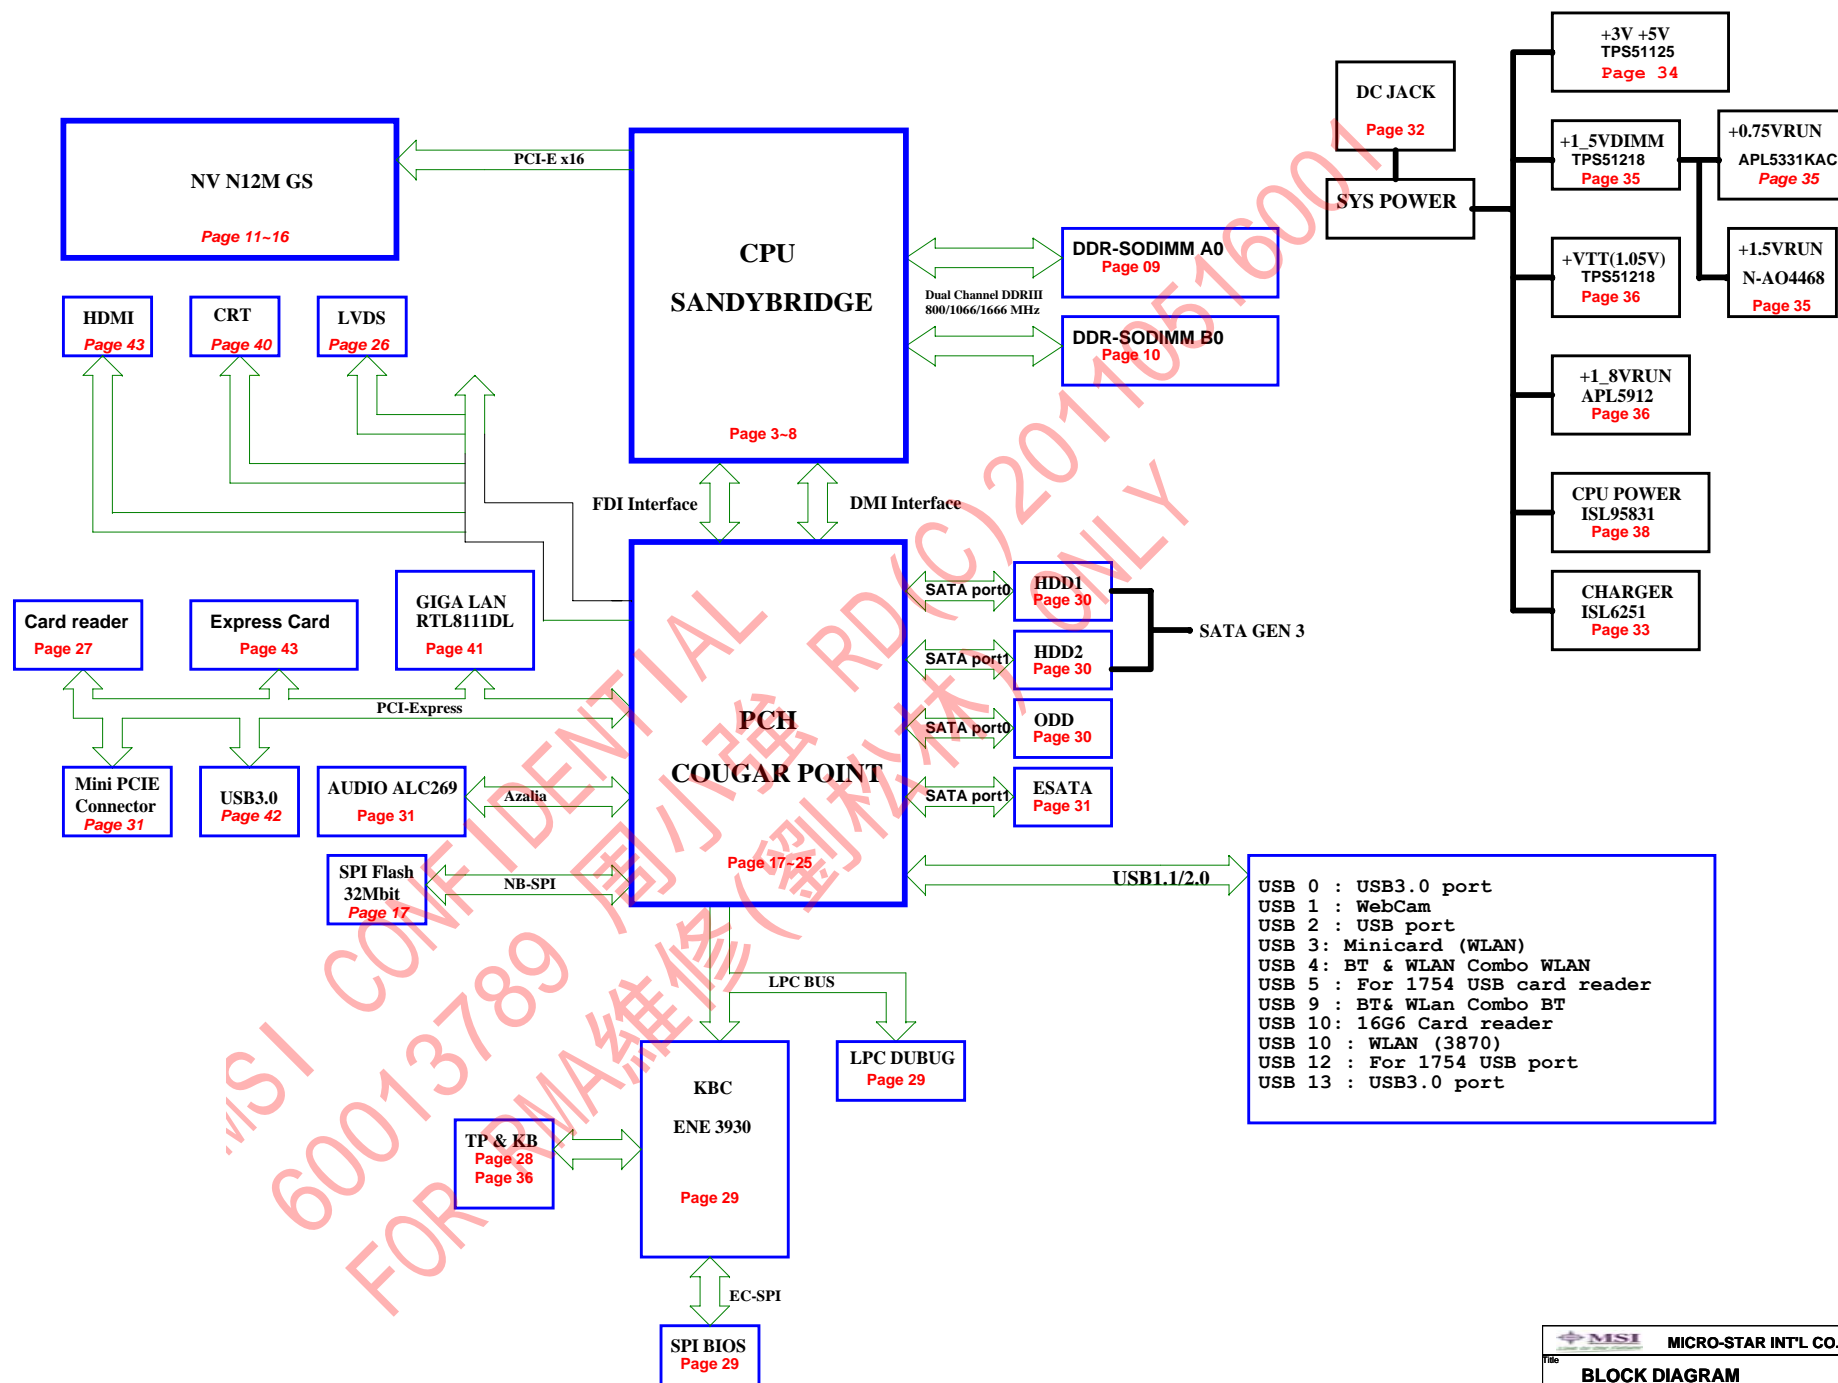 NV N12M GS
Page 11~16
PCI-E x16
CPU
SANDYBRIDGE
Page 3~8
DDR-SODIMM A0
Page 09
Dual Channel DDRIII
800/1066/1666 MHz
DDR-SODIMM B0
Page 10
DC JACK
Page 32
SYS POWER
+3V +5V
TPS51125
Page 34
+1_5VDIMM
TPS51218
Page 35
+0.75VRUN
APL5331KAC
Page 35
+VTT(1.05V)
TPS51218
Page 36
+1.5VRUN
N-AO4468
Page 35
+1_8VRUN
APL5912
Page 36
CPU POWER
ISL95831
Page 38
CHARGER
ISL6251
Page 33
HDMI
Page 43
CRT
Page 40
LVDS
Page 26
FDI Interface
DMI Interface
Card reader
Page 27
Express Card
Page 43
GIGA LAN
RTL8111DL
Page 41
PCI-Express
Mini PCIE
Connector
Page 31
USB3.0
Page 42
AUDIO ALC269
Page 31
Azalia
SPI Flash
32Mbit
Page 17
NB-SPI
PCH
COUGAR POINT
Page 17~25
SATA port0
HDD1
Page 30
SATA port1
HDD2
Page 30
SATA GEN 3
SATA port0
ODD
Page 30
SATA port1
ESATA
Page 31
USB1.1/2.0
USB 0 : USB3.0 port
USB 1 : WebCam
USB 2 : USB port
USB 3: Minicard (WLAN)
USB 4: BT & WLAN Combo WLAN
USB 5 : For 1754 USB card reader
USB 9 : BT& WLan Combo BT
USB 10: 16G6 Card reader
USB 10 : WLAN (3870)
USB 12 : For 1754 USB port
USB 13 : USB3.0 port
LPC BUS
LPC DUBUG
Page 29
KBC
ENE 3930
Page 29
TP & KB
Page 28
Page 36
EC-SPI
SPI BIOS
Page 29
MSI CONFIDENTIAL
60013789 周小強 RD(C)20110516001
FOR RMA維修(劉松林) ONLY
MSI
MICRO-STAR INT'L CO.
Title
BLOCK DIAGRAM